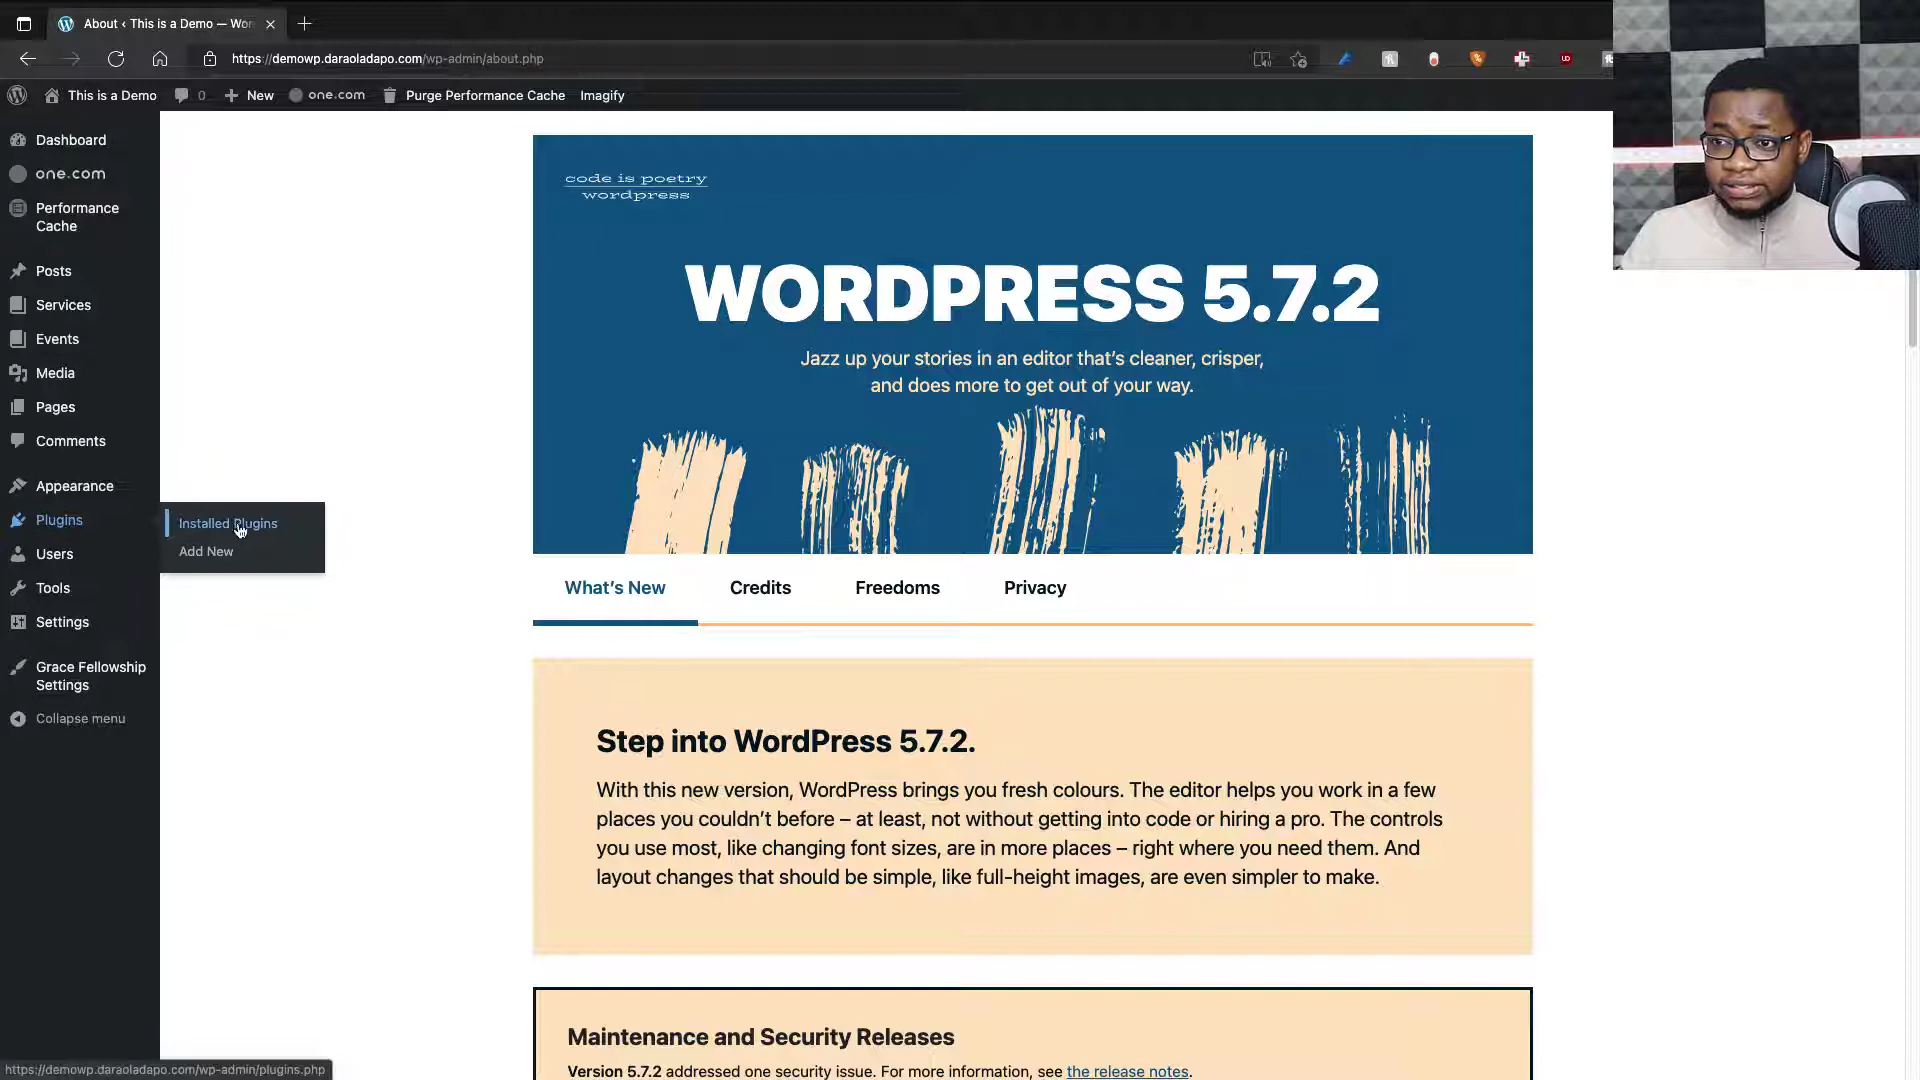 About ‹ This is a Demo — Wor
https://demowp.daraoladapo.com/wp-admin/about.php
This is a Demo 0 New one.com Purge Performance Cache Imagify
Dashboard
one.com
Performance
Cache
Posts
Services
Events
Media
Pages
Comments
Appearance
Plugins
Installed Plugins
Add New
Users
Tools
Settings
Grace Fellowship
Settings
Collapse menu
code is poetry
wordpress
WORDPRESS 5.7.2
Jazz up your stories in an editor that’s cleaner, crisper,
and does more to get out of your way.
What’s New Credits Freedoms Privacy
Step into WordPress 5.7.2.
With this new version, WordPress brings you fresh colours. The editor helps you work in a few
places you couldn’t before – at least, not without getting into code or hiring a pro. The controls
you use most, like changing font sizes, are in more places – right where you need them. And
layout changes that should be simple, like full-height images, are even simpler to make.
Maintenance and Security Releases
Version 5.7.2 addressed one security issue. For more information, see the release notes.
https://demowp.daraoladapo.com/wp-admin/plugins.php